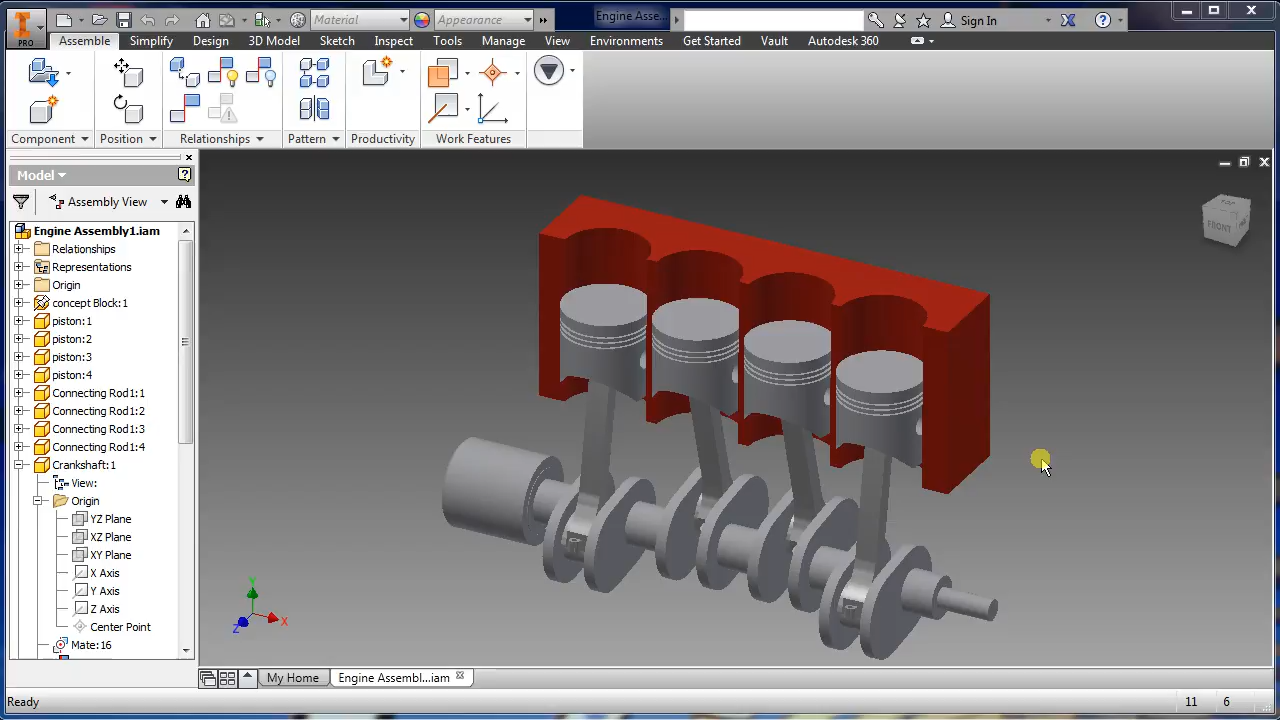 PRO
Material
Appearance
Engine Asse...
Sign In
Assemble Simplify Design 3D Model Sketch Inspect Tools Manage View Environments Get Started Vault Autodesk 360
Component Position Relationships Pattern Productivity Work Features
Model
Assembly View
Engine Assembly1.iam
Relationships
Representations
Origin
concept Block:1
piston:1
piston:2
piston:3
piston:4
Connecting Rod1:1
Connecting Rod1:2
Connecting Rod1:3
Connecting Rod1:4
Crankshaft:1
View:
Origin
YZ Plane
XZ Plane
XY Plane
X Axis
Y Axis
Z Axis
Center Point
Mate:16
TOP
FRONT
Y
X
Z
My Home
Engine Assembl...iam
Ready
11 6